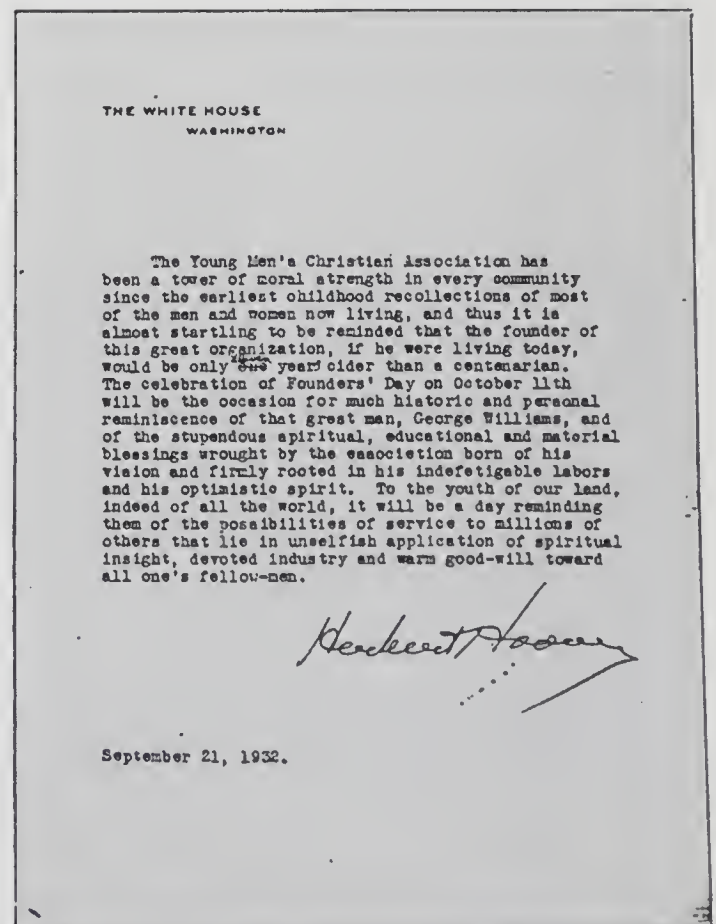 THE WHITE HOUSE
WASHINGTON
The Young Men's Christian Association has
been a tower of moral strength in every community
since the earliest childhood recollections of most
of the men and women now living, and thus it is
almost startling to be reminded that the founder of
this great organization, if he were living today,
would be only years older than a centenarian.
The celebration of Founders' Day on October 11th
will be the occasion for much historic and personal
reminiscence of that great man, George Williams, and
of the stupendous spiritual, educational and material
blessings wrought by the association born of his
vision and firmly rooted in his indefatigable labors
and his optimistic spirit. To the youth of our land,
indeed of all the world, it will be a day reminding
them of the possibilities of service to millions of
others that lie in unselfish application of spiritual
insight, devoted industry and warm good-will toward
all one's fellow-men.
Herbert Hoover
September 21, 1932.